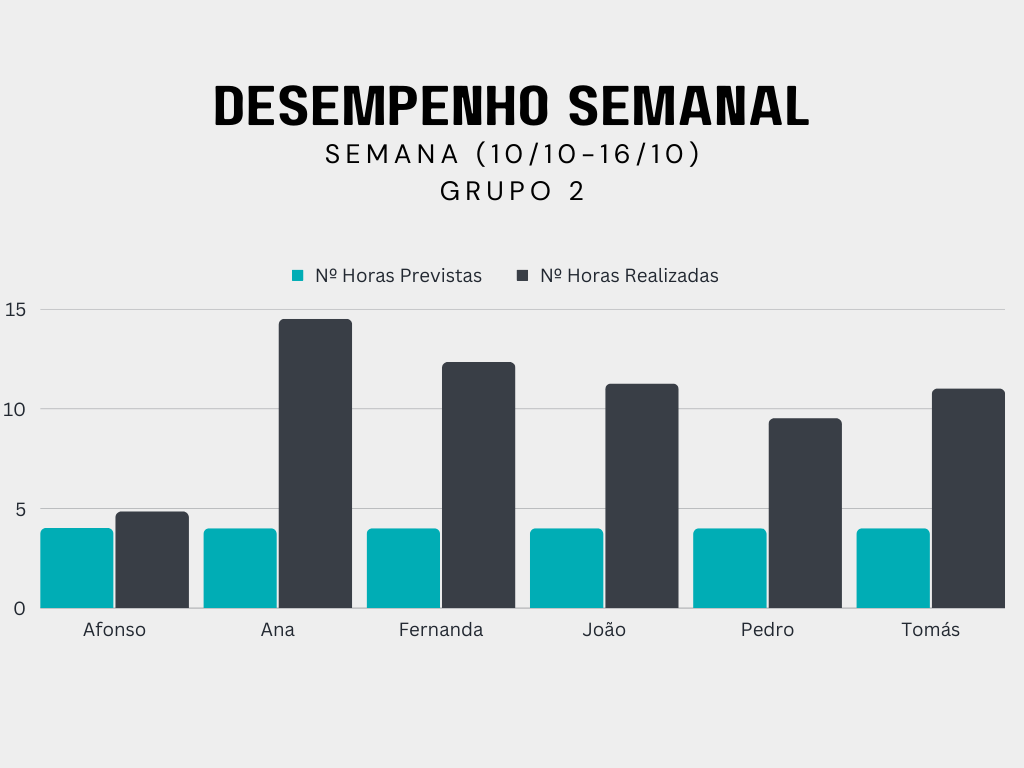 DESEMPENHO SEMANAL
SEMANA (10/10-16/10)
GRUPO 2
Nº Horas Previstas Nº Horas Realizadas
15
10
5
0
Afonso Ana Fernanda João Pedro Tomás